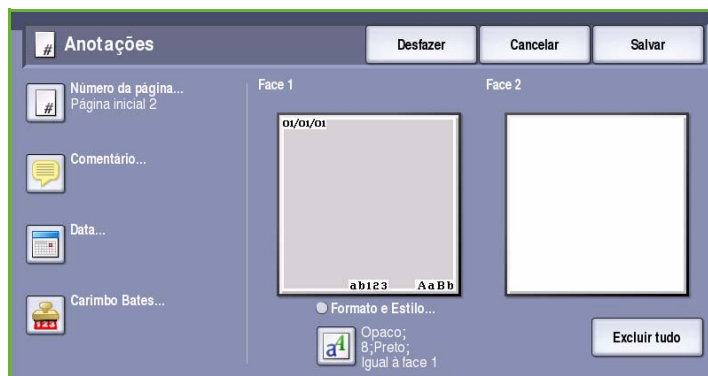 # Anotações
Desfazer
Cancelar
Salvar
# Número da página...
Página inicial 2
Comentário...
Data...
123 Carimbo Bates...
Face 1
01/01/01
ab123 AaBb
Formato e Estilo...
a4 Opaco;
8;Preto;
Igual à face 1
Face 2
Excluir tudo